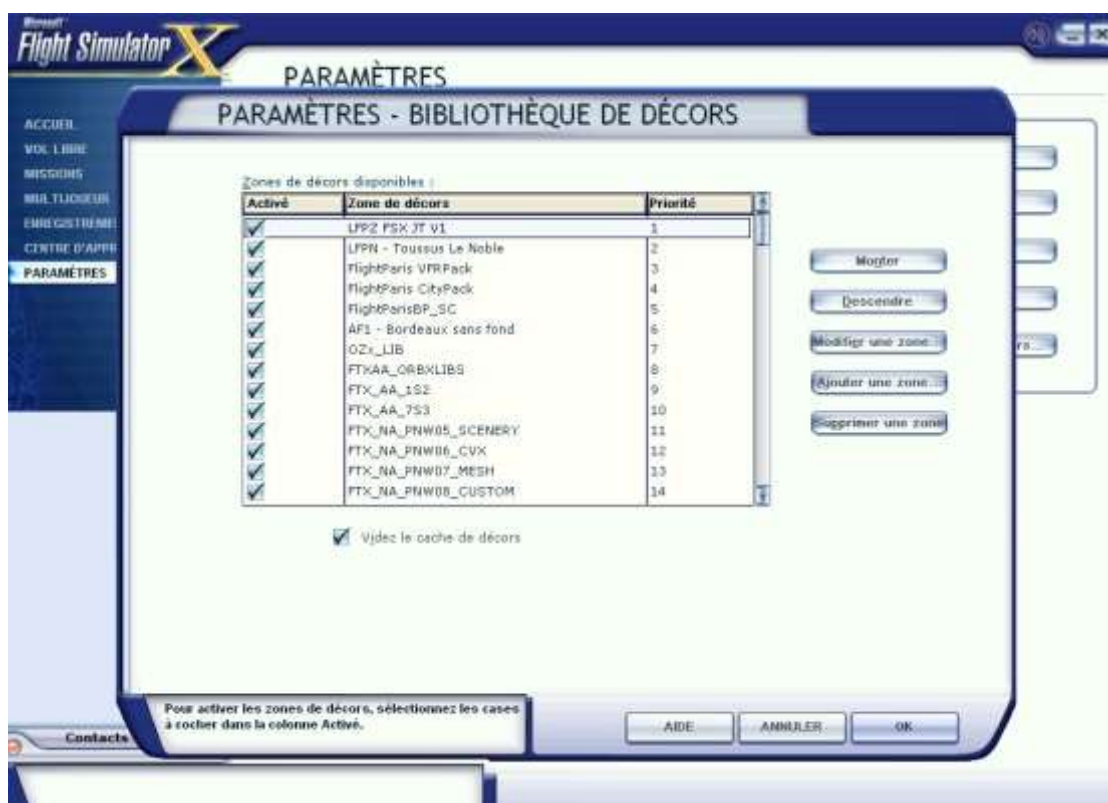 Microsoft
Flight Simulator X
PARAMÈTRES
PARAMÈTRES - BIBLIOTHÈQUE DE DÉCORS
ACCUEIL
VOL LIBRE
MISSIONS
MULTIJOUEUR
CENTRE D'APPR
PARAMÈTRES
Zones de décors disponibles :
Activé Zone de décors Priorité
LFPZ FSX JT V1 1
LFPN - Toussus Le Noble 2
FlightParis VFRPack 3
FlightParis CityPack 4
FlightParisBP_SC 5
AF1 - Bordeaux sans fond 6
OZx_LIB 7
FTXAA_ORBXLIBS 8
FTX_AA_1S2 9
FTX_AA_7S3 10
FTX_NA_PNW05_SCENERY 11
FTX_NA_PNW06_CVX 12
FTX_NA_PNW07_MESH 13
FTX_NA_PNW08_CUSTOM 14
Monter
Descendre
Modifier une zone...
Ajouter une zone...
Supprimer une zone
rs...
Videz le cache de décors
Pour activer les zones de décors, sélectionnez les cases
à cocher dans la colonne Activé.
AIDE ANNULER OK
Contacts